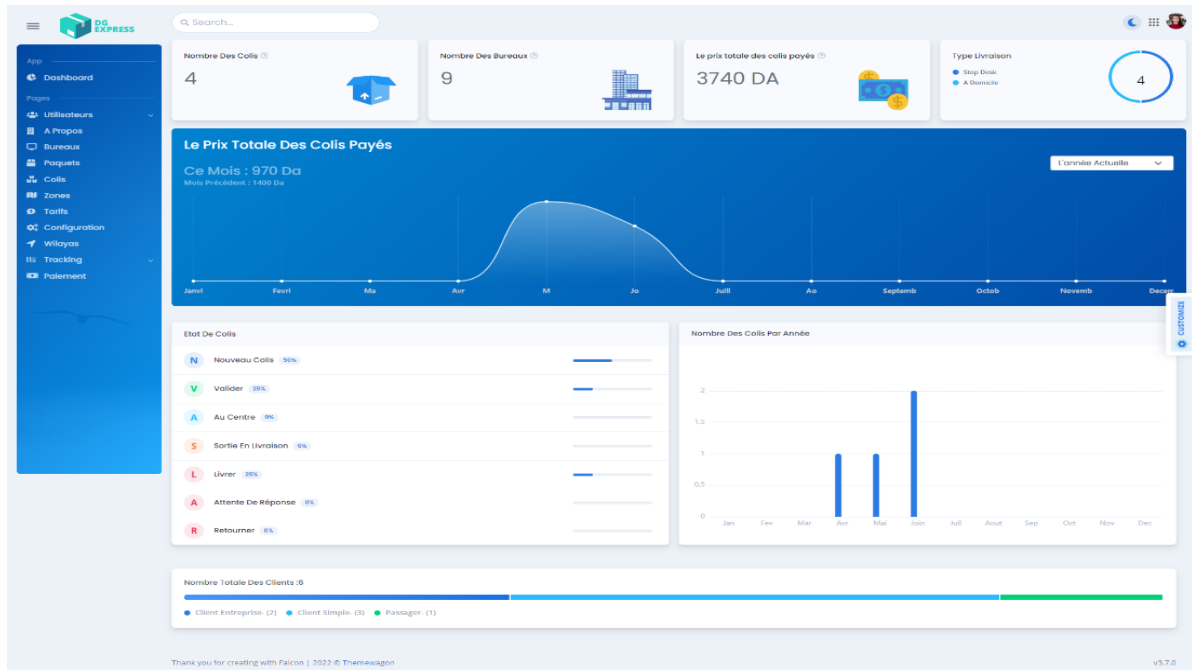 DG
EXPRESS
Search...
App
Dashboard
Pages
Utilisateurs
A Propos
Bureaux
Paquets
Colis
Zones
Tarifs
Configuration
Wilayas
Tracking
Paiement
Nombre Des Colis
4
Nombre Des Bureaux
9
Le prix totale des colis payés
3740 DA
Type Livraison
Stop Desk
A Domicile
4
Le Prix Totale Des Colis Payés
Ce Mois : 970 Da
Mois Précédent : 1400 Da
L'année Actuelle
Janvi Fevri Ma Avr M Jo Juill Ao Septemb Octob Novemb Decem
CUSTOMIZE
Etat De Colis
N Nouveau Colis 50%
V Valider 25%
A Au Centre 0%
S Sortie En Livraison 0%
L Livrer 25%
A Attente De Réponse 0%
R Retourner 0%
Nombre Des Colis Par Année
2
1.5
1
0.5
0
Jan Fev Mar Avr Mai Join Juil Aout Sep Oct Nov Dec
Nombre Totale Des Clients :6
Client Entreprise- (2) Client Simple- (3) Passager- (1)
Thank you for creating with Falcon | 2022 © Themewagon
v3.7.0